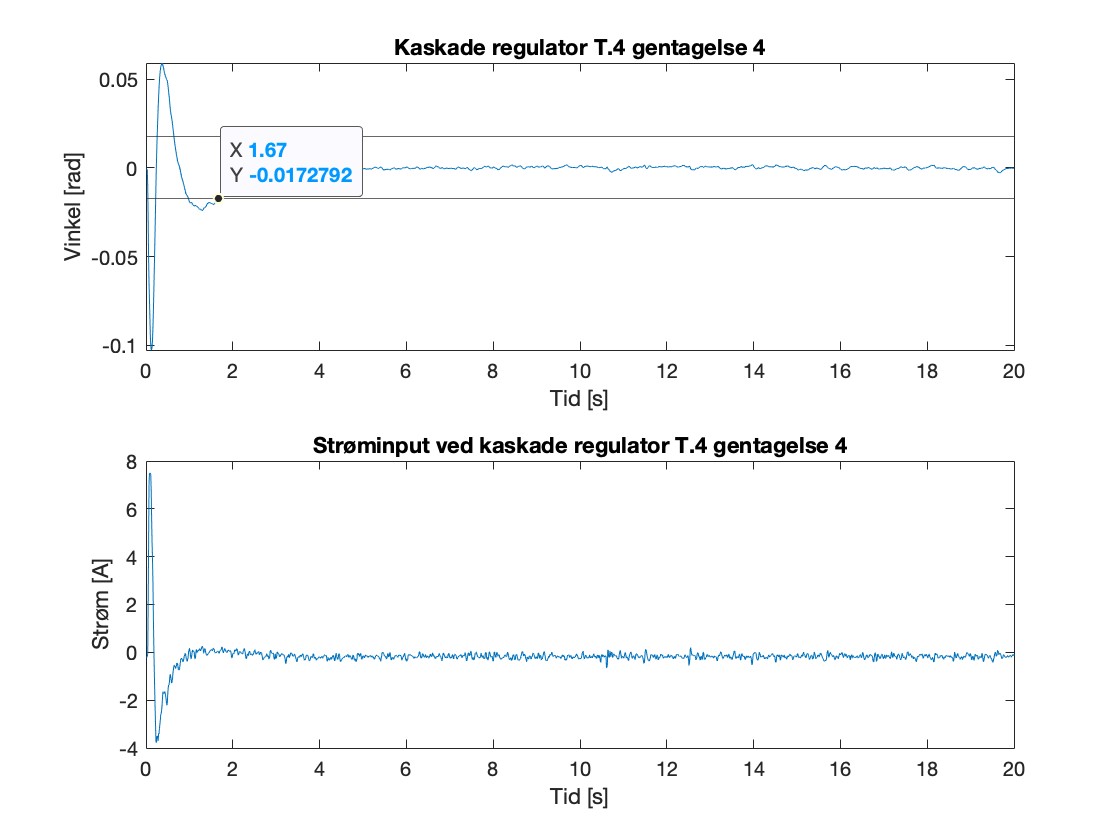 Kaskade regulator T.4 gentagelse 4
0.05
0
-0.05
-0.1
Vinkel [rad]
X 1.67
Y -0.0172792
0 2 4 6 8 10 12 14 16 18 20
Tid [s]
Strøminput ved kaskade regulator T.4 gentagelse 4
8
6
4
2
0
-2
-4
Strøm [A]
0 2 4 6 8 10 12 14 16 18 20
Tid [s]